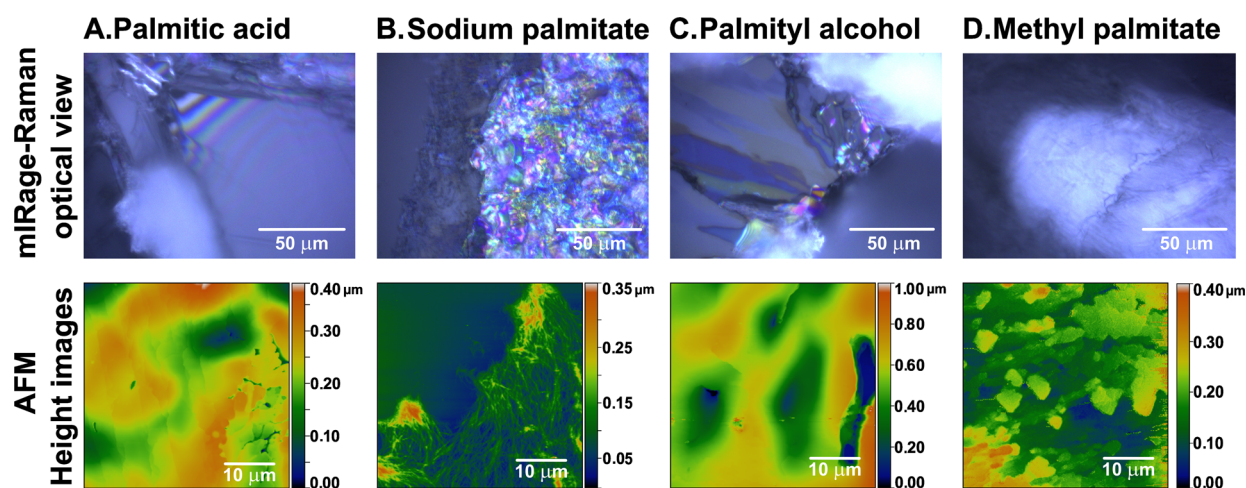 A.Palmitic acid
B.Sodium palmitate
C.Palmityl alcohol
D.Methyl palmitate
mIRage-Raman
optical view
50 μm
50 μm
50 μm
50 μm
AFM
Height images
0.40 μm
0.30
0.20
0.10
0.00
10 μm
0.35 μm
0.25
0.15
0.05
10 μm
1.00 μm
0.80
0.60
0.40
0.20
0.00
10 μm
0.40 μm
0.30
0.20
0.10
0.00
10 μm